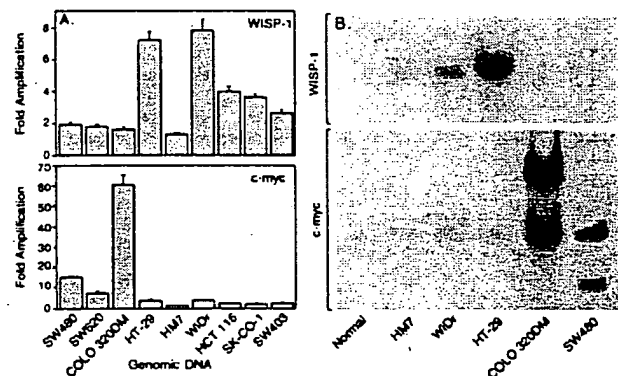 A.
WISP-1
8
6
4
2
0
Fold Amplification
c-myc
70
60
50
40
30
20
10
0
Fold Amplification
SW480
SW620
COLO 320DM
HT-29
HM7
WiDr
HCT 116
SK-CO-1
SW403
Genomic DNA
B.
WISP-1
c-myc
Normal
HM7
WiDr
HT-29
COLO 320DM
SW480